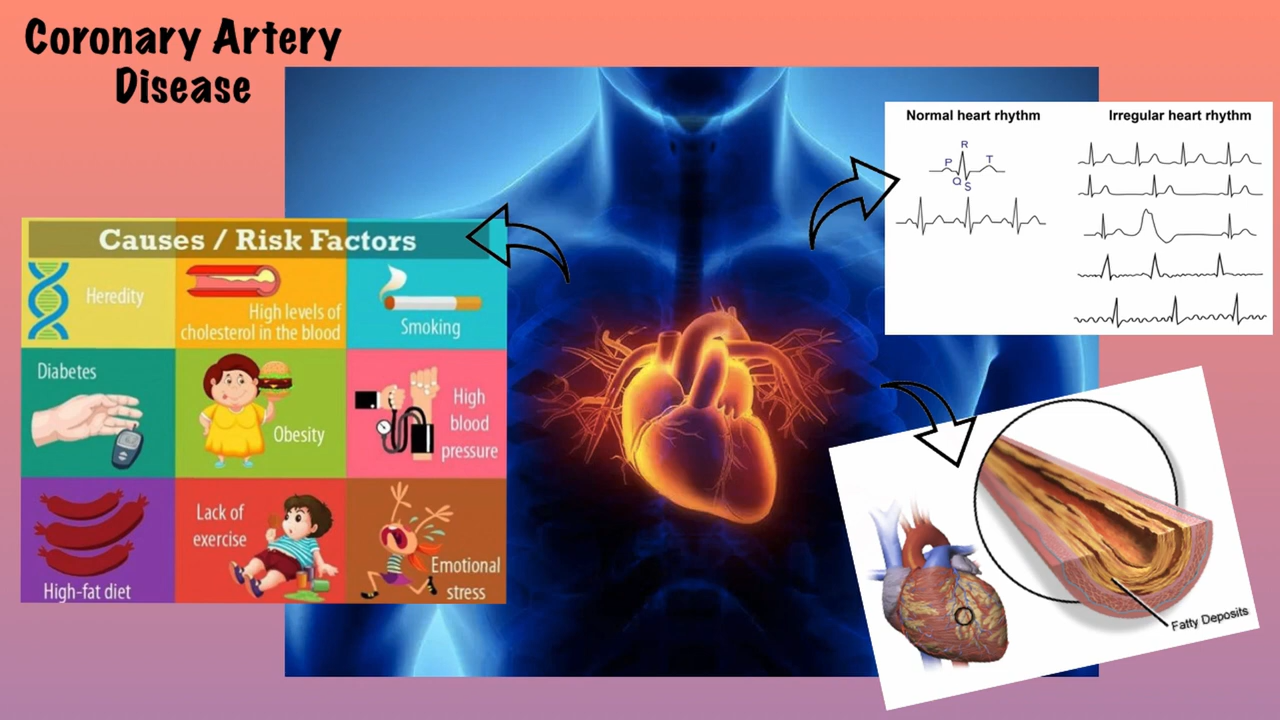 Coronary Artery
Disease
Causes / Risk Factors
Heredity
High levels of
cholesterol in the blood
Smoking
Diabetes
Obesity
High
blood
pressure
High-fat diet
Lack of
exercise
Emotional
stress
Normal heart rhythm
R
P
T
Q
S
Irregular heart rhythm
Fatty Deposits